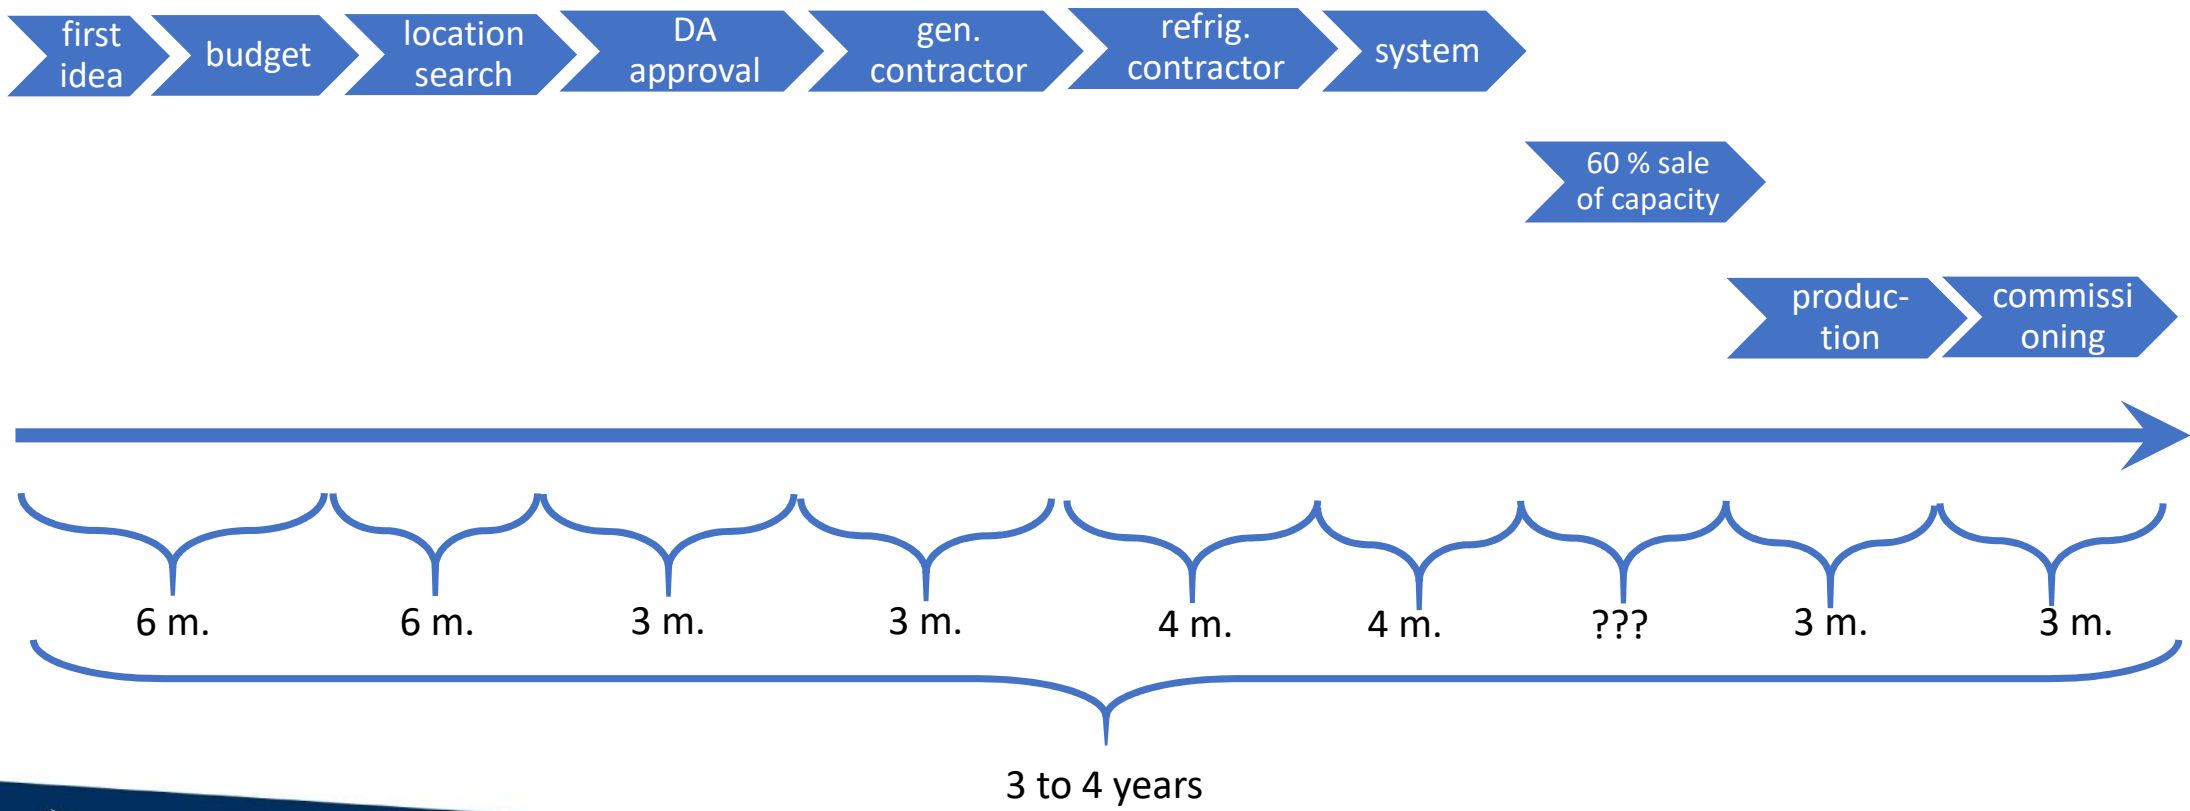 first
idea
budget
location
search
DA
approval
gen.
contractor
refrig.
contractor
system
60 % sale
of capacity
produc-
tion
commissi
oning
6 m.
6 m.
3 m.
3 m.
4 m.
4 m.
???
3 m.
3 m.
3 to 4 years